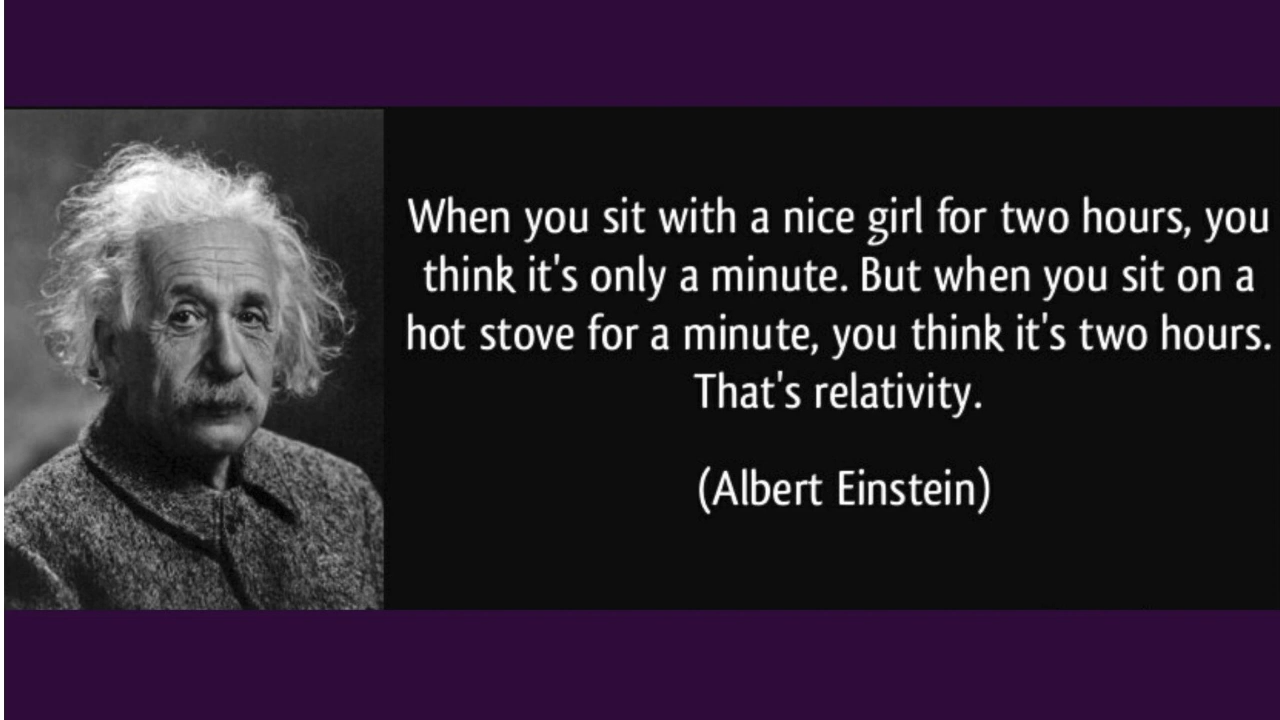 When you sit with a nice girl for two hours, you
think it's only a minute. But when you sit on a
hot stove for a minute, you think it's two hours.
That's relativity.
(Albert Einstein)